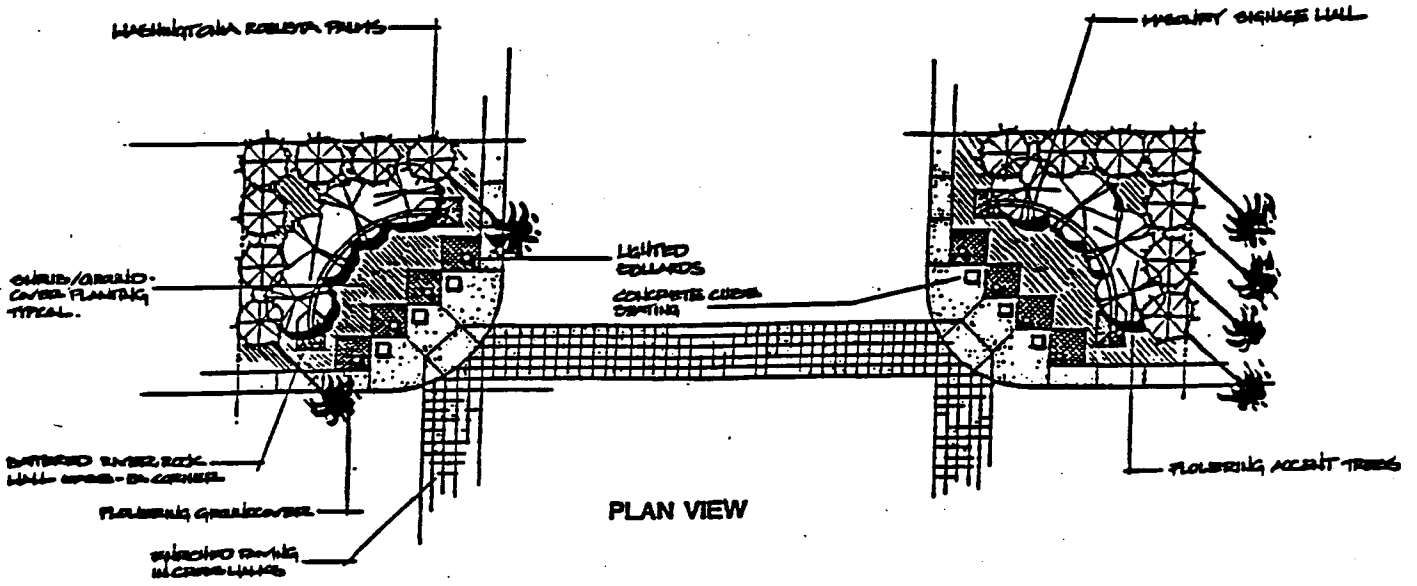 WASHINGTONIA ROBUSTA PALMS
MASONRY SIGNAGE WALL
LIGHTED
BOLLARDS
CONCRETE CUBE
SEATING
SHRUB/GROUND-
COVER PLANTING
TYPICAL.
BATTERED RIVER ROCK
WALL CORNER
FLOWERING GROUNDCOVER
ENRICHED PAVING
IN CROSSWALKS
FLOWERING ACCENT TREES
PLAN VIEW